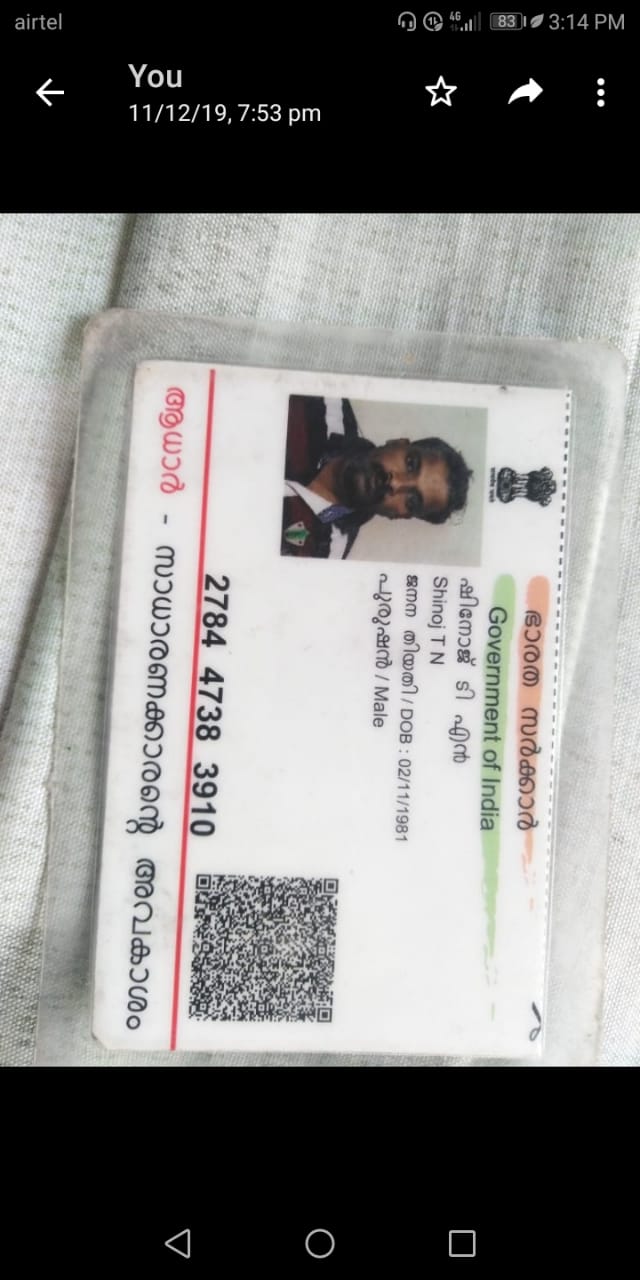 airtel
4G
83
3:14 PM
You
11/12/19, 7:53 pm
ഭാരത സർക്കാർ
Government of India
ഷിനോജ് ടി എൻ
Shinoj T N
ജനന തിയതി / DOB : 02/11/1981
പുരുഷൻ / Male
2784 4738 3910
ആധാർ - സാധാരണക്കാരന്റെ അവകാശം